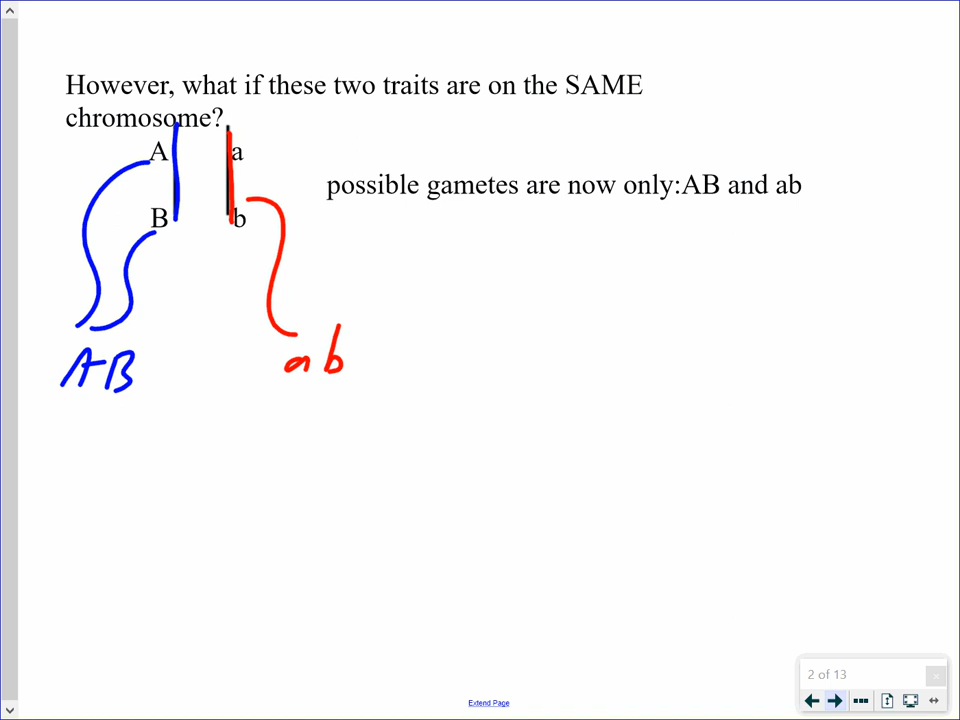 However, what if these two traits are on the SAME
chromosome?
A a
possible gametes are now only:AB and ab
B b
AB ab
2 of 13
Extend Page